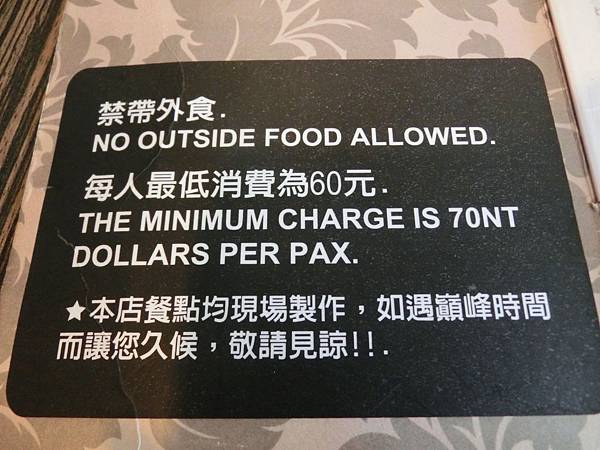 禁帶外食.
NO OUTSIDE FOOD ALLOWED.
每人最低消費為60元.
THE MINIMUM CHARGE IS 70NT
DOLLARS PER PAX.
★本店餐點均現場製作，如遇巔峰時間
而讓您久候，敬請見諒!!.